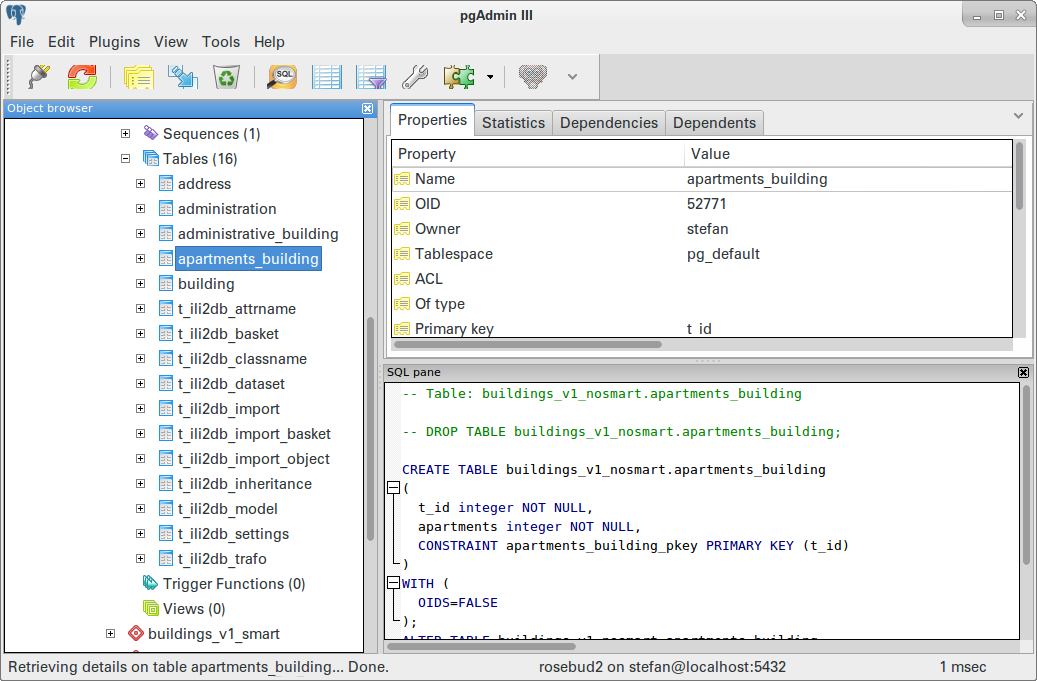 pgAdmin III
File Edit Plugins View Tools Help
SQL
Object browser
Sequences (1)
Tables (16)
address
administration
administrative_building
apartments_building
building
t_ili2db_attrname
t_ili2db_basket
t_ili2db_classname
t_ili2db_dataset
t_ili2db_import
t_ili2db_import_basket
t_ili2db_import_object
t_ili2db_inheritance
t_ili2db_model
t_ili2db_settings
t_ili2db_trafo
Trigger Functions (0)
Views (0)
buildings_v1_smart
Properties Statistics Dependencies Dependents
Property Value
Name apartments_building
OID 52771
Owner stefan
Tablespace pg_default
ACL
Of type
Primary key t_id
SQL pane
-- Table: buildings_v1_nosmart.apartments_building
-- DROP TABLE buildings_v1_nosmart.apartments_building;
CREATE TABLE buildings_v1_nosmart.apartments_building
(
t_id integer NOT NULL,
apartments integer NOT NULL,
CONSTRAINT apartments_building_pkey PRIMARY KEY (t_id)
)
WITH (
OIDS=FALSE
);
ALTER TABLE buildings_v1_nosmart.apartments_building
Retrieving details on table apartments_building... Done. rosebud2 on stefan@localhost:5432 1 msec